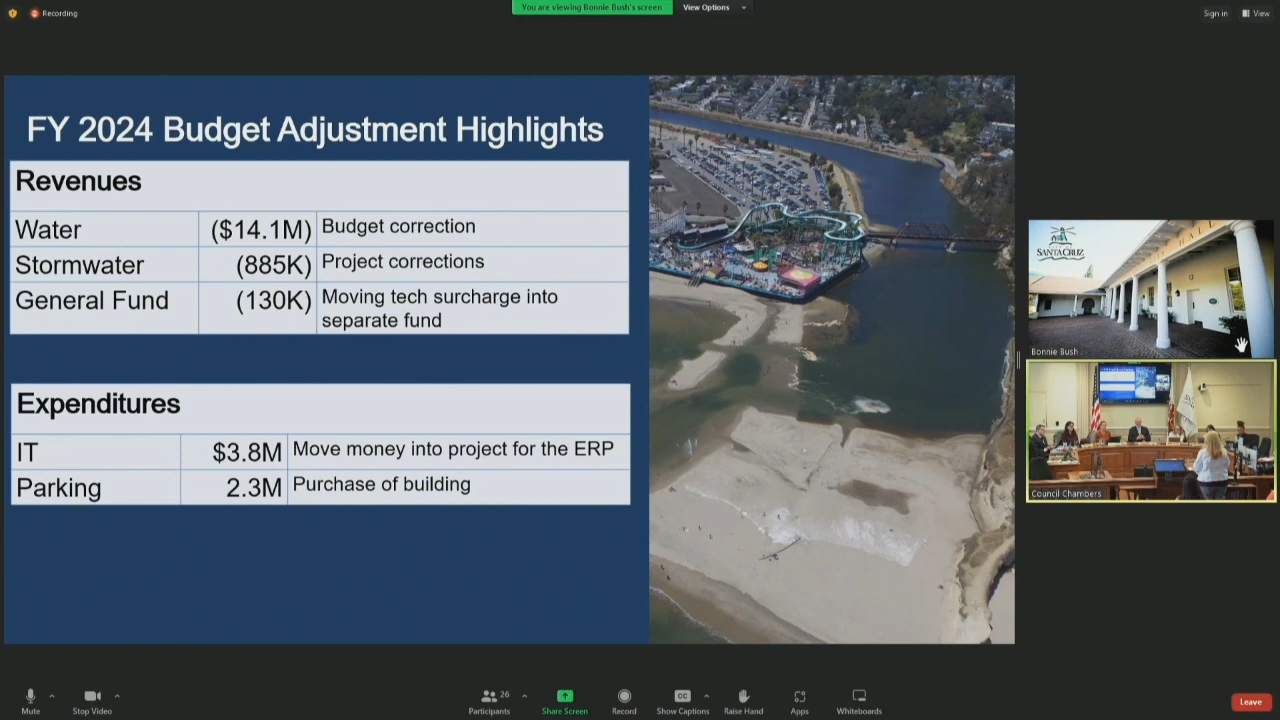 Recording
You are viewing Bonnie Bush's screen
View Options
Sign in
View
FY 2024 Budget Adjustment Highlights
Revenues
Water ($14.1M) Budget correction
Stormwater (885K) Project corrections
General Fund (130K) Moving tech surcharge into
separate fund
Expenditures
IT $3.8M Move money into project for the ERP
Parking 2.3M Purchase of building
SANTA CRUZ
Bonnie Bush
Council Chambers
Mute
Stop Video
26
Participants
Share Screen
Record
CC
Show Captions
Raise Hand
Apps
Whiteboards
Leave